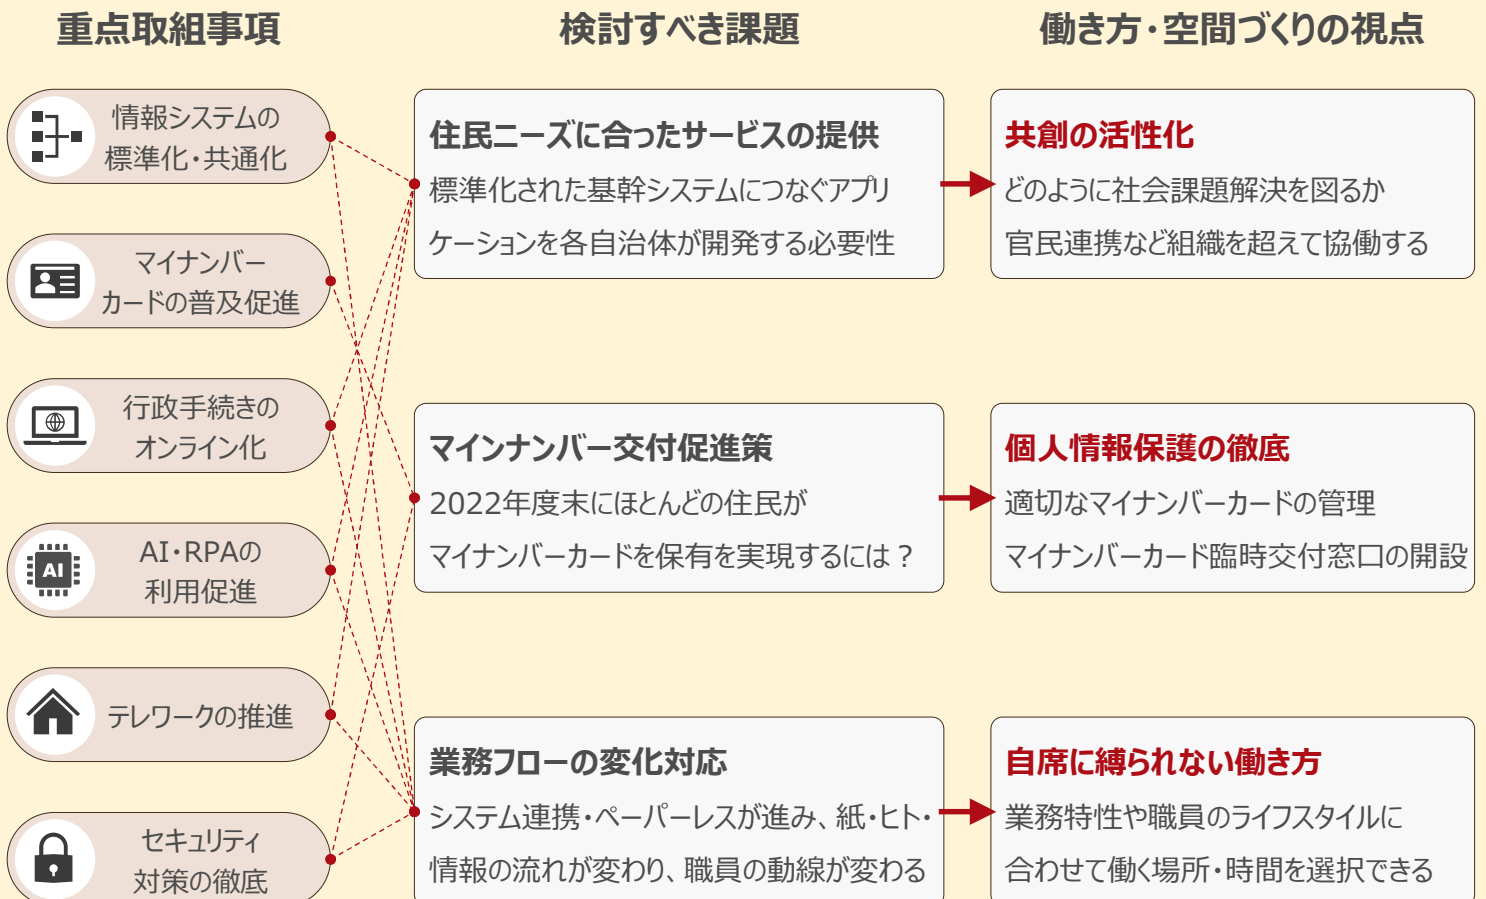 重点取組事項
検討すべき課題
働き方・空間づくりの視点
情報システムの
標準化・共通化
マイナンバー
カードの普及促進
行政手続きの
オンライン化
AI
AI・RPAの
利用促進
テレワークの推進
セキュリティ
対策の徹底
住民ニーズに合ったサービスの提供
標準化された基幹システムにつなぐアプリ
ケーションを各自治体が開発する必要性
マインナンバー交付促進策
2022年度末にほとんどの住民が
マイナンバーカードを保有を実現するには？
業務フローの変化対応
システム連携・ペーパーレスが進み、紙・ヒト・
情報の流れが変わり、職員の動線が変わる
共創の活性化
どのように社会課題解決を図るか
官民連携など組織を超えて協働する
個人情報保護の徹底
適切なマイナンバーカードの管理
マイナンバーカード臨時交付窓口の開設
自席に縛られない働き方
業務特性や職員のライフスタイルに
合わせて働く場所・時間を選択できる